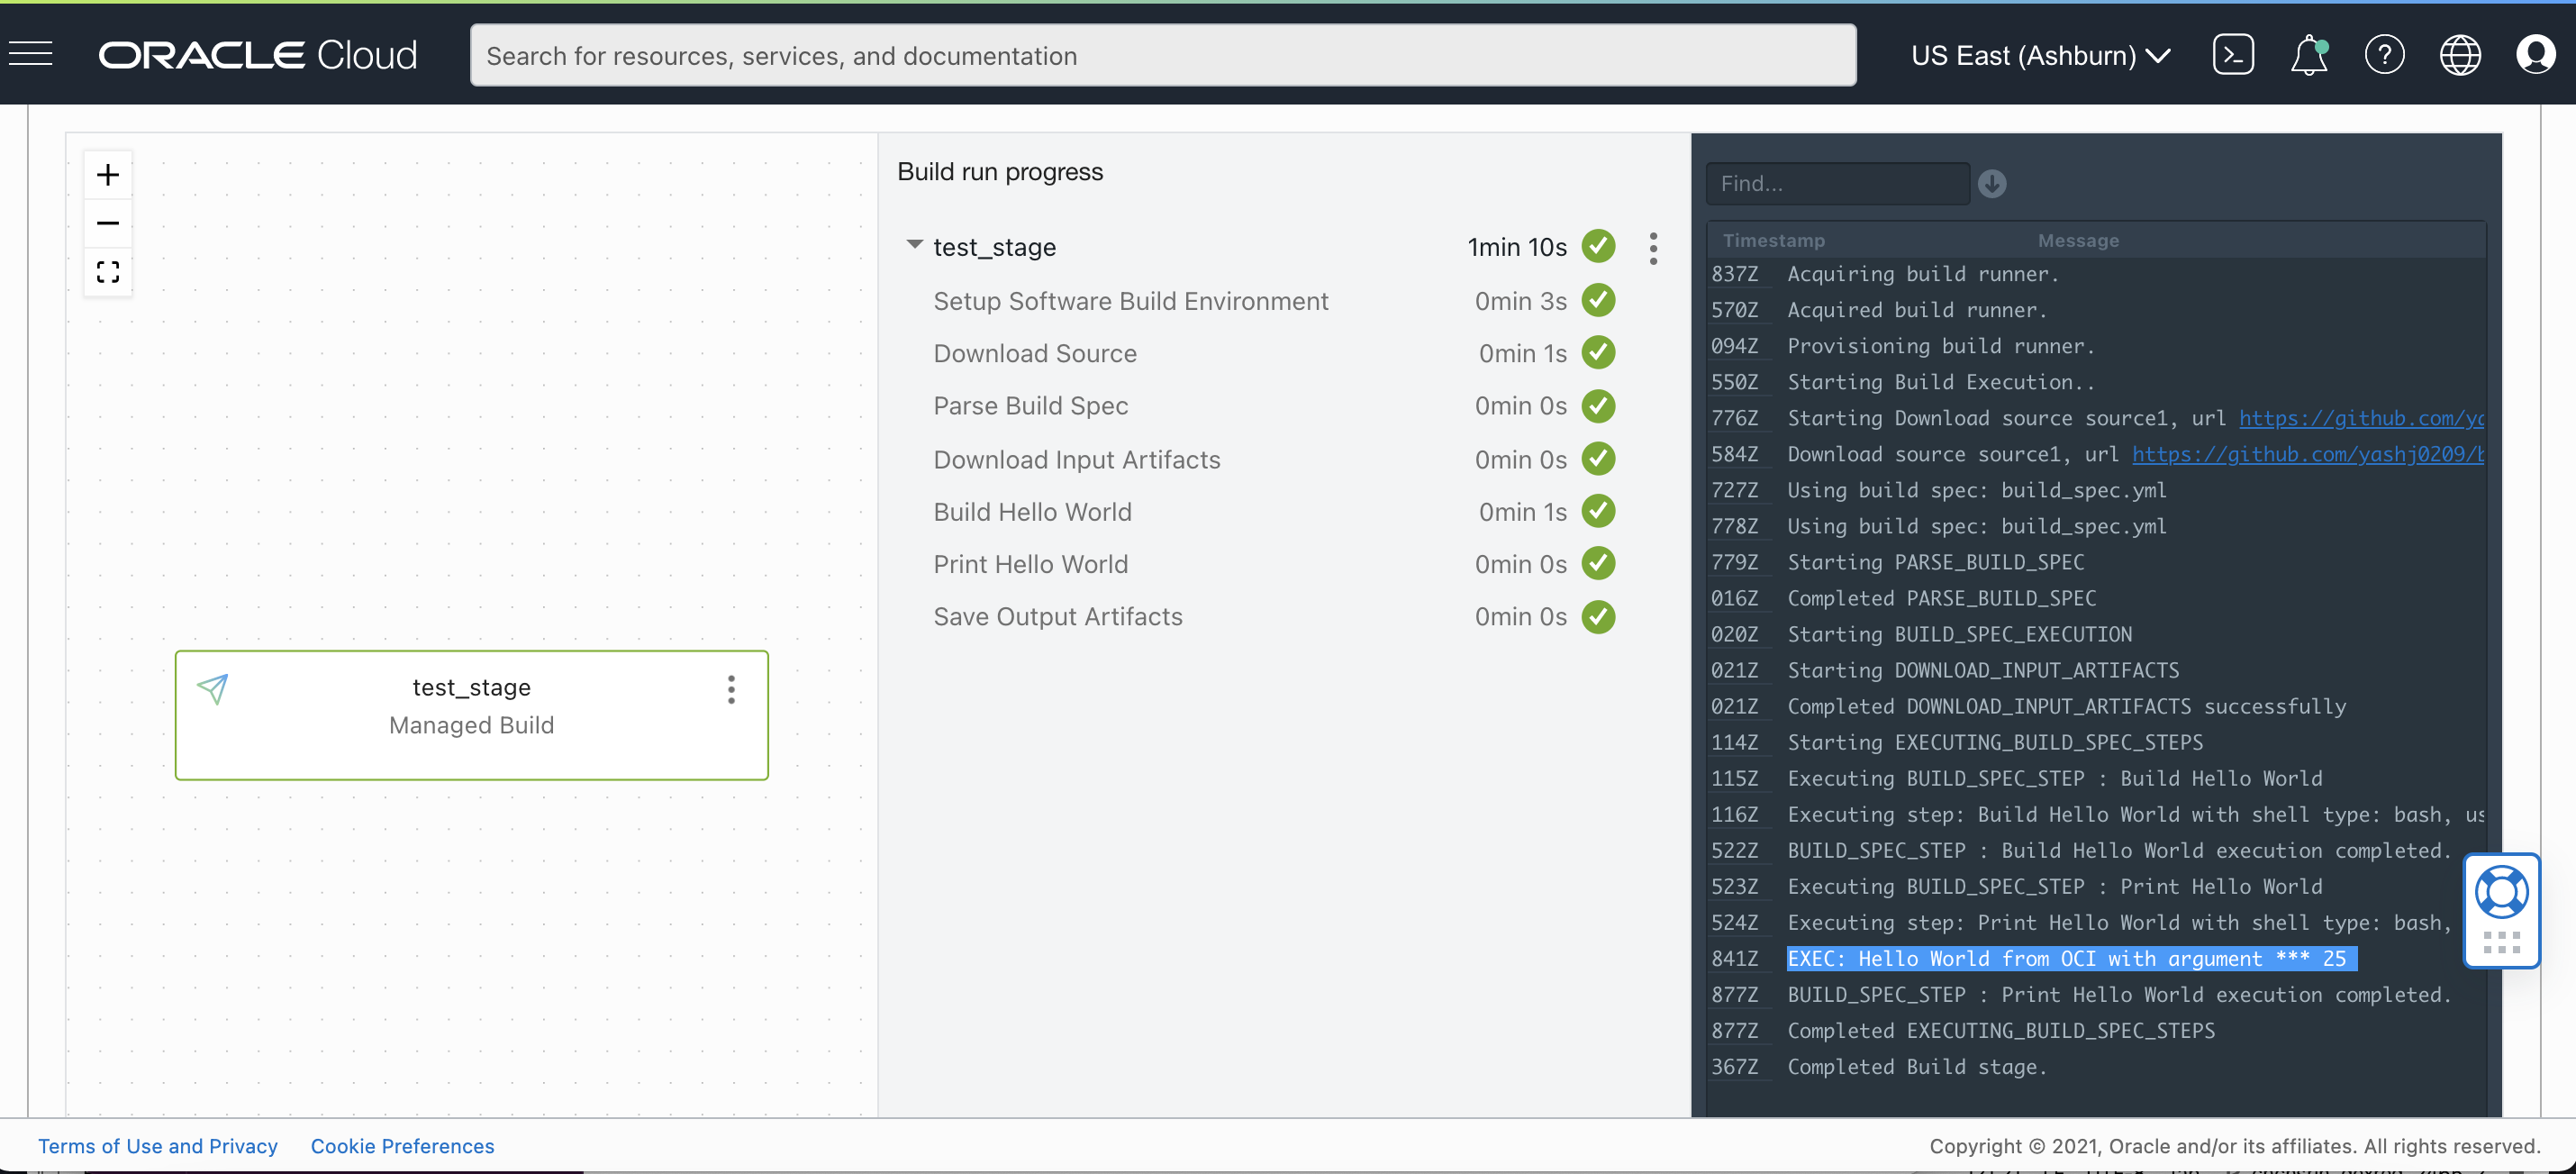 ORACLE Cloud
Search for resources, services, and documentation
US East (Ashburn)
Build run progress
test_stage 1min 10s
Setup Software Build Environment 0min 3s
Download Source 0min 1s
Parse Build Spec 0min 0s
Download Input Artifacts 0min 0s
Build Hello World 0min 1s
Print Hello World 0min 0s
Save Output Artifacts 0min 0s
test_stage
Managed Build
Find...
Timestamp Message
837Z Acquiring build runner.
570Z Acquired build runner.
094Z Provisioning build runner.
550Z Starting Build Execution..
776Z Starting Download source source1, url https://github.com/ya
584Z Download source source1, url https://github.com/yashj0209/b
727Z Using build spec: build_spec.yml
778Z Using build spec: build_spec.yml
779Z Starting PARSE_BUILD_SPEC
016Z Completed PARSE_BUILD_SPEC
020Z Starting BUILD_SPEC_EXECUTION
021Z Starting DOWNLOAD_INPUT_ARTIFACTS
021Z Completed DOWNLOAD_INPUT_ARTIFACTS successfully
114Z Starting EXECUTING_BUILD_SPEC_STEPS
115Z Executing BUILD_SPEC_STEP : Build Hello World
116Z Executing step: Build Hello World with shell type: bash, us
522Z BUILD_SPEC_STEP : Build Hello World execution completed.
523Z Executing BUILD_SPEC_STEP : Print Hello World
524Z Executing step: Print Hello World with shell type: bash,
841Z EXEC: Hello World from OCI with argument *** 25
877Z BUILD_SPEC_STEP : Print Hello World execution completed.
877Z Completed EXECUTING_BUILD_SPEC_STEPS
367Z Completed Build stage.
Terms of Use and Privacy Cookie Preferences
Copyright © 2021, Oracle and/or its affiliates. All rights reserved.